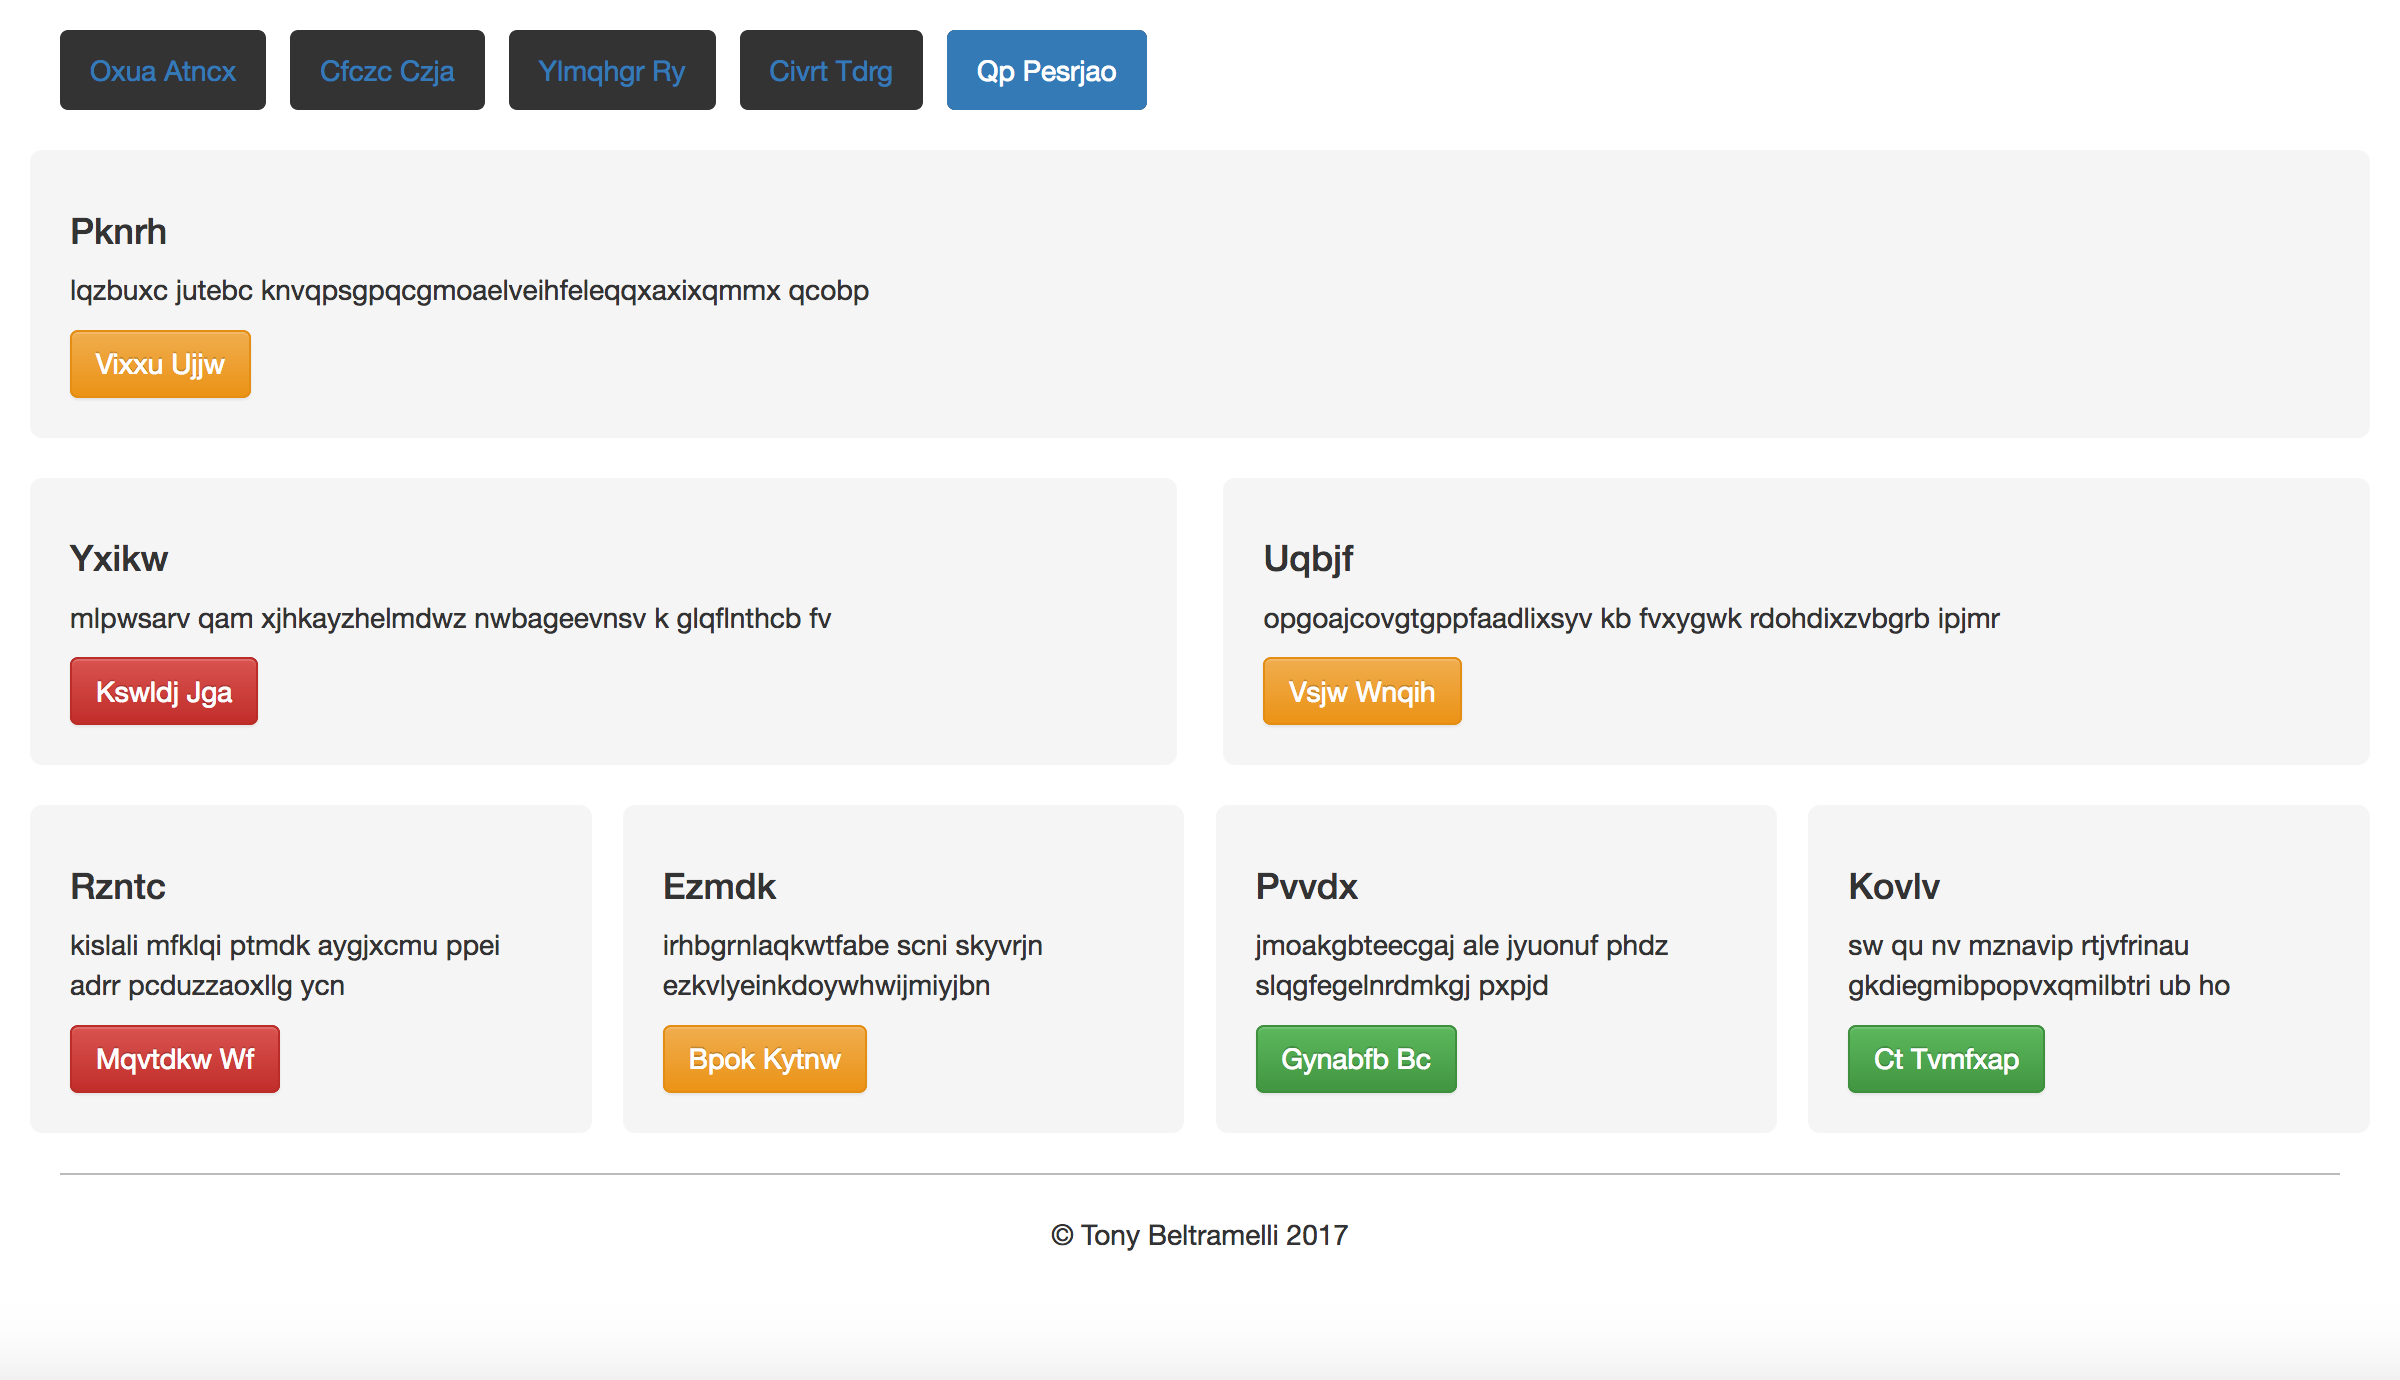 Oxua Atncx Cfczc Czja Ylmqhgr Ry Civrt Tdrg Qp Pesrjao
Pknrh
lqzbuxc jutebc knvqpsgpqcgmoaelveihfeleqqxaxixqmmx qcobp
Vixxu Ujjw
Yxikw
mlpwsarv qam xjhkayzhelmdwz nwbageevnsv k glqflnthcb fv
Kswldj Jga
Uqbjf
opgoajcovgtgppfaadlixsyv kb fvxygwk rdohdixzvbgrb ipjmr
Vsjw Wnqih
Rzntc
kislali mfklqi ptmdk aygjxcmu ppei
adrr pcduzzaoxllg ycn
Mqvtdkw Wf
Ezmdk
irhbgrnlaqkwtfabe scni skyvrjn
ezkvlyeinkdoywhwijmiyjbn
Bpok Kytnw
Pvvdx
jmoakgbteecgaj ale jyuonuf phdz
slqgfegelnrdmkgj pxpjd
Gynabfb Bc
Kovlv
sw qu nv mznavip rtjvfrinau
gkdiegmibpopvxqmilbtri ub ho
Ct Tvmfxap
© Tony Beltramelli 2017